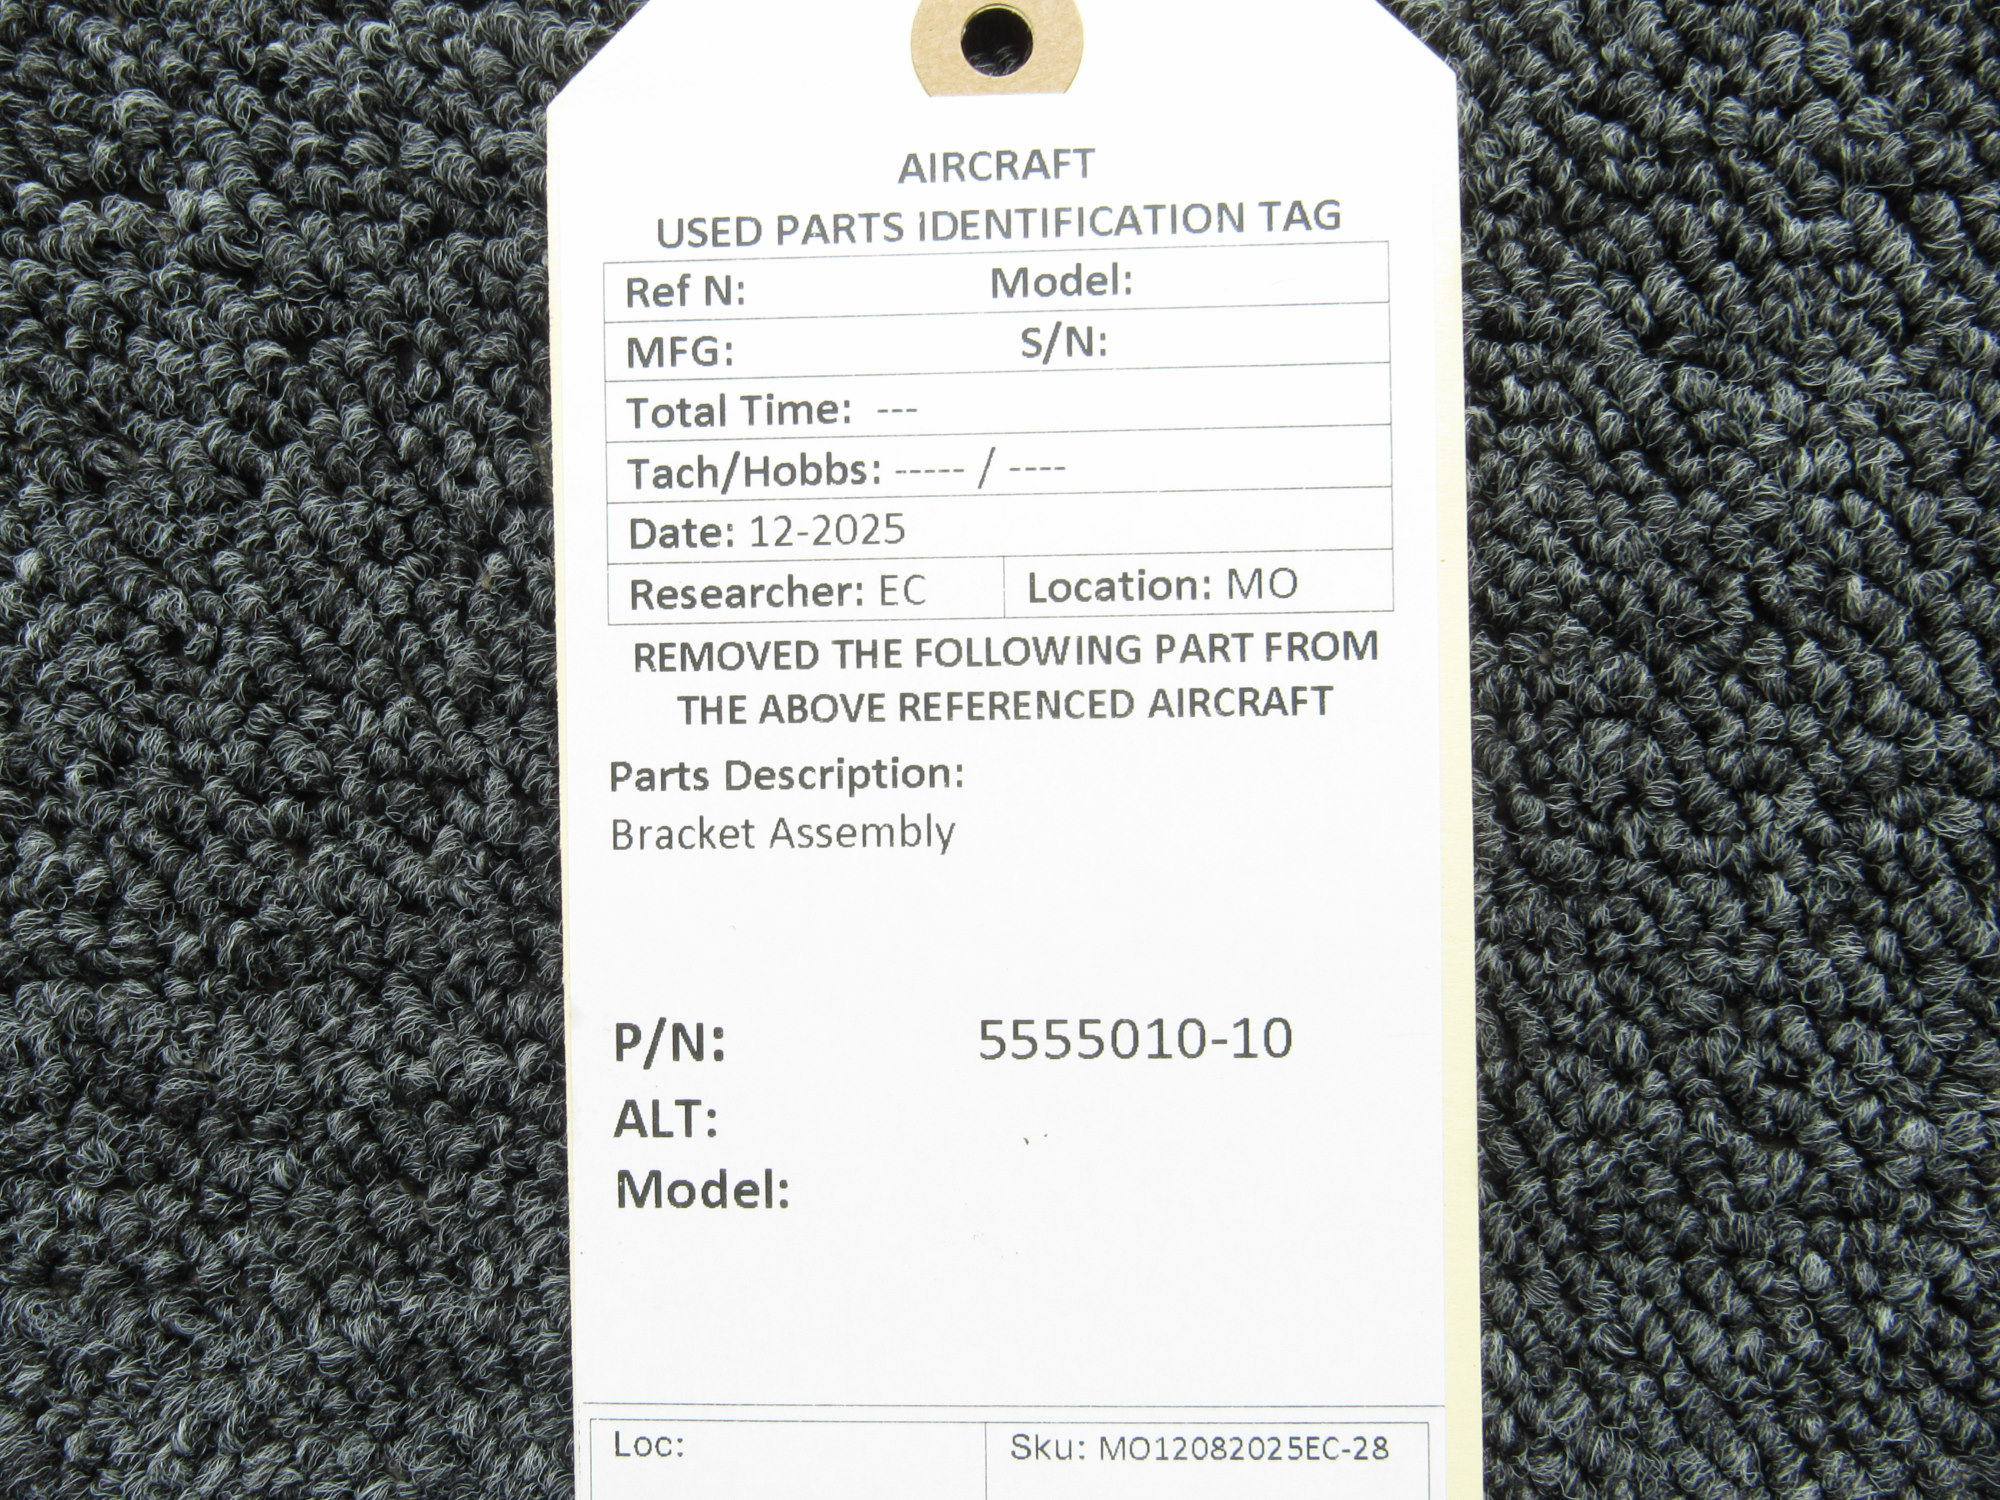 AIRCRAFT
USED PARTS IDENTIFICATION TAG
Ref N: Model:
MFG: S/N:
Total Time: ---
Tach/Hobbs: ----- / ----
Date: 12-2025
Researcher: EC Location: MO
REMOVED THE FOLLOWING PART FROM
THE ABOVE REFERENCED AIRCRAFT
Parts Description:
Bracket Assembly
P/N: 5555010-10
ALT:
Model:
Loc: Sku: MO12082025EC-28